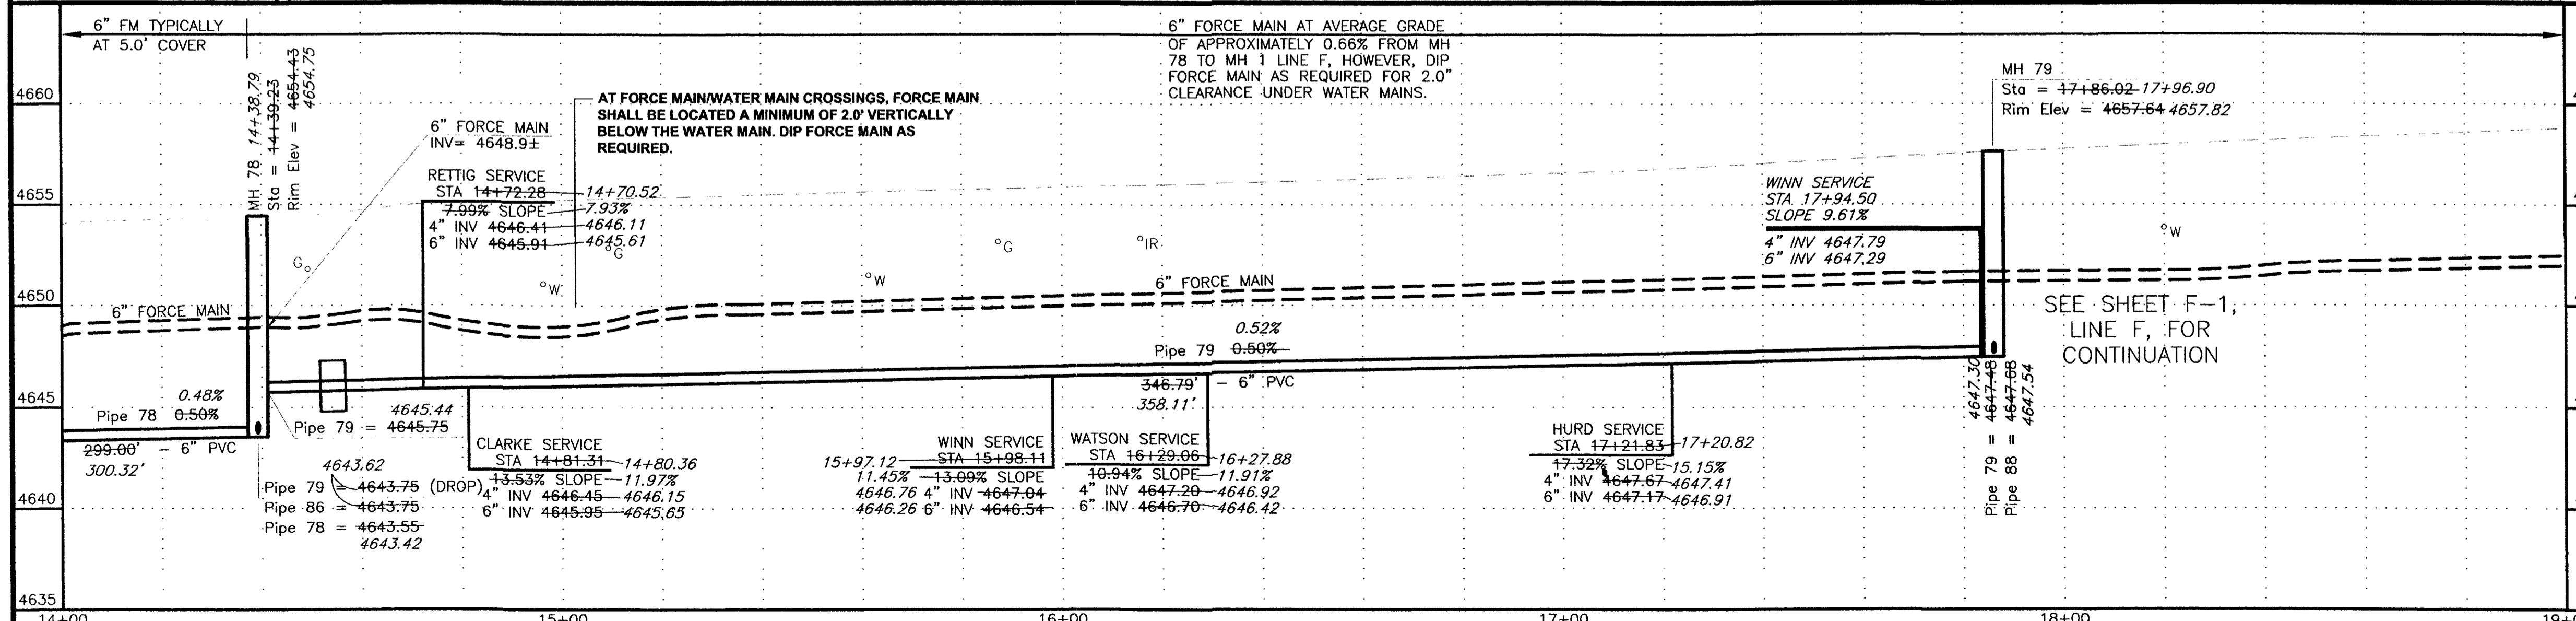 6" FM TYPICALLY
AT 5.0' COVER
MH 78 14+38.79
Sta = 14+39.23
Rim Elev = 4654.43
4654.75
6" FORCE MAIN
INV= 4648.9±
AT FORCE MAIN/WATER MAIN CROSSINGS, FORCE MAIN
SHALL BE LOCATED A MINIMUM OF 2.0' VERTICALLY
BELOW THE WATER MAIN. DIP FORCE MAIN AS
REQUIRED.
6" FORCE MAIN AT AVERAGE GRADE
OF APPROXIMATELY 0.66% FROM MH
78 TO MH 1 LINE F, HOWEVER, DIP
FORCE MAIN AS REQUIRED FOR 2.0"
CLEARANCE UNDER WATER MAINS.
MH 79
Sta = 17+86.02 17+96.90
Rim Elev = 4657.64 4657.82
4660
4655
4650
4645
4640
4635
RETTIG SERVICE
STA 14+72.28 14+70.52
7.99% SLOPE 7.93%
4" INV 4646.41 4646.11
6" INV 4645.91 4645.61
G
G
W
W
G
IR
W
WINN SERVICE
STA 17+94.50
SLOPE 9.61%
4" INV 4647.79
6" INV 4647.29
6" FORCE MAIN
6" FORCE MAIN
SEE SHEET F-1,
LINE F, FOR
CONTINUATION
0.52%
Pipe 79 0.50%
346.79' - 6" PVC
358.11'
0.48%
Pipe 78 0.50%
299.00' - 6" PVC
300.32'
4645.44
Pipe 79 = 4645.75
4643.62
Pipe 79 = 4643.75 (DROP)
Pipe 86 = 4643.75
Pipe 78 = 4643.55
4643.42
CLARKE SERVICE
STA 14+81.31 14+80.36
13.53% SLOPE 11.97%
4" INV 4646.45 4646.15
6" INV 4645.95 4645.65
WINN SERVICE
15+97.12 STA 15+98.11
11.45% 13.09% SLOPE
4646.76 4" INV 4647.04
4646.26 6" INV 4646.54
WATSON SERVICE
STA 16+29.06 16+27.88
10.94% SLOPE 11.91%
4" INV 4647.20 4646.92
6" INV 4646.70 4646.42
HURD SERVICE
STA 17+21.83 17+20.82
17.32% SLOPE 15.15%
4" INV 4647.67 4647.41
6" INV 4647.17 4646.91
4647.30
Pipe 79 = 4647.48
Pipe 88 = 4647.68
4647.54
14+00
15+00
16+00
17+00
18+00